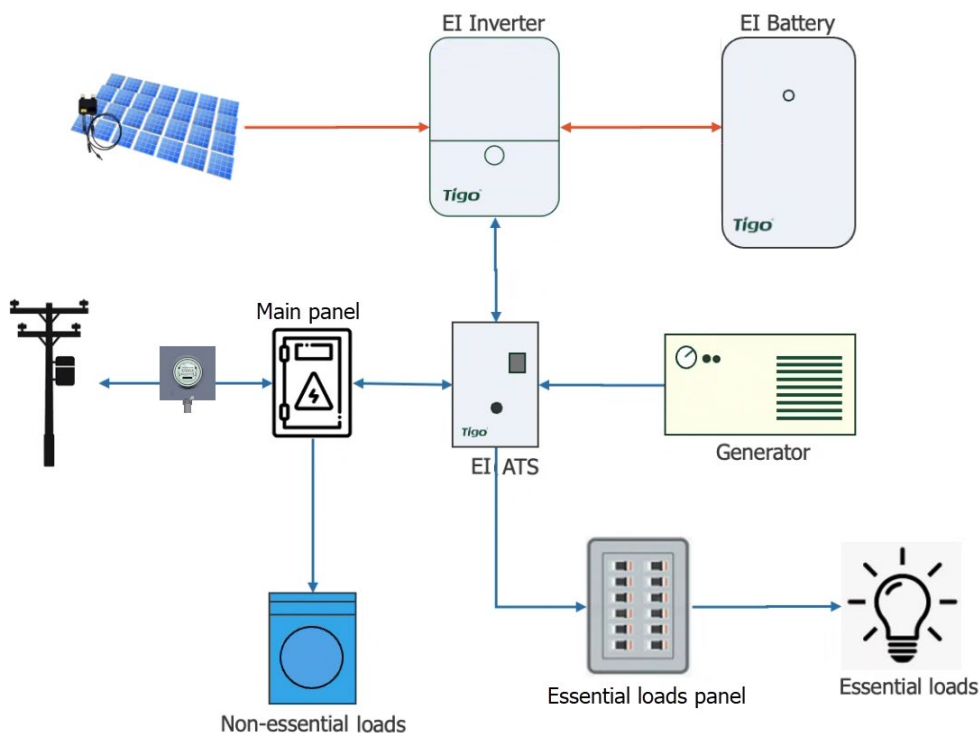 EI Inverter
EI Battery
Tigo
Tigo
Main panel
Tigo
EI ATS
Generator
Essential loads panel
Essential loads
Non-essential loads